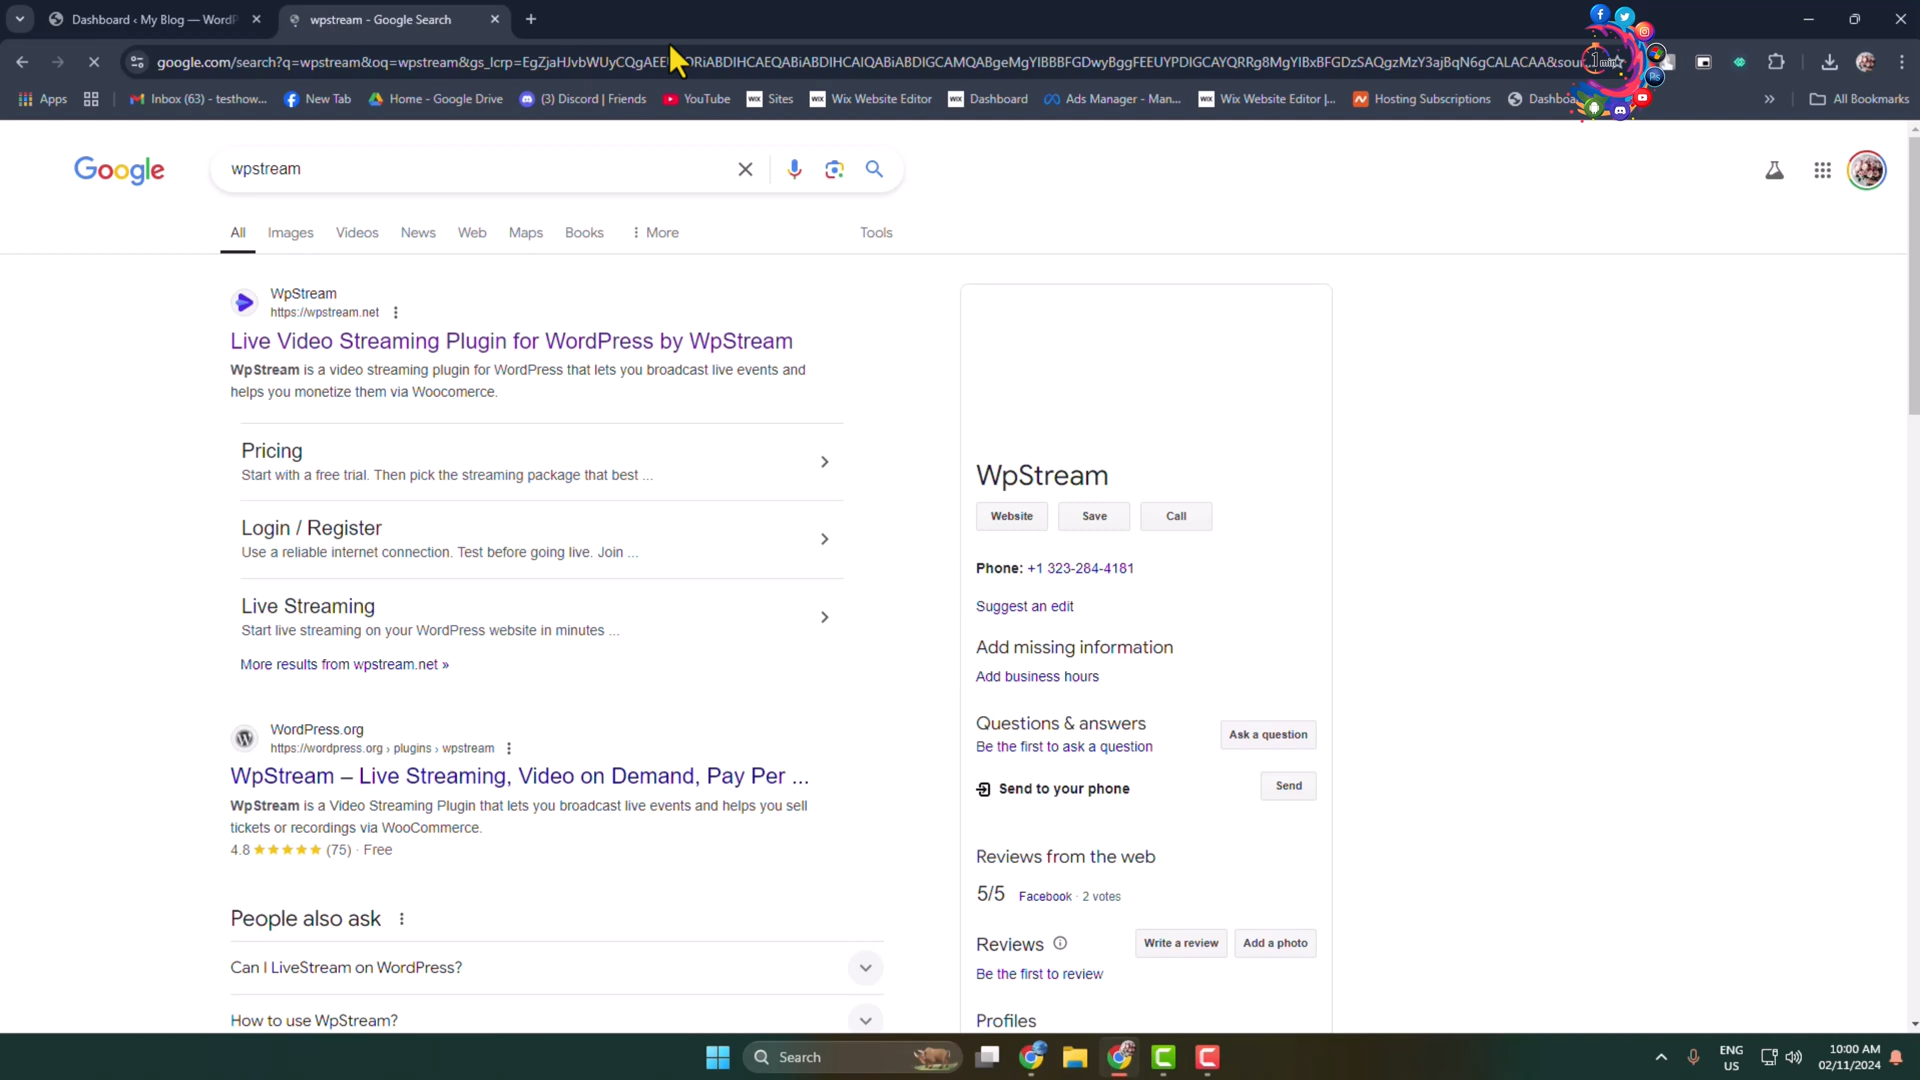 Dashboard ‹ My Blog — WordP
wpstream - Google Search
google.com/search?q=wpstream&oq=wpstream&gs_lcrp=
Apps
Inbox (63) - testhow...
New Tab
Home - Google Drive
(3) Discord | Friends
YouTube
Sites
Wix Website Editor
Dashboard
Ads Manager - Man...
Wix Website Editor |...
Hosting Subscriptions
All Bookmarks
Google
wpstream
All
Images
Videos
News
Web
Maps
Books
More
Tools
WpStream
https://wpstream.net
Live Video Streaming Plugin for WordPress by WpStream
WpStream is a video streaming plugin for WordPress that lets you broadcast live events and
helps you monetize them via Woocomerce.
Pricing
Start with a free trial. Then pick the streaming package that best ...
Login / Register
Use a reliable internet connection. Test before going live. Join ...
Live Streaming
Start live streaming on your WordPress website in minutes ...
More results from wpstream.net »
WordPress.org
https://wordpress.org › plugins › wpstream
WpStream – Live Streaming, Video on Demand, Pay Per ...
WpStream is a Video Streaming Plugin that lets you broadcast live events and helps you sell
tickets or recordings via WooCommerce.
4.8 ★★★★★ (75) · Free
People also ask
Can I LiveStream on WordPress?
How to use WpStream?
WpStream
Website
Save
Call
Phone: +1 323-284-4181
Suggest an edit
Add missing information
Add business hours
Questions & answers
Be the first to ask a question
Ask a question
Send to your phone
Send
Reviews from the web
5/5
Facebook · 2 votes
Reviews
Write a review
Add a photo
Be the first to review
Profiles
Search
ENG
US
10:00 AM
02/11/2024